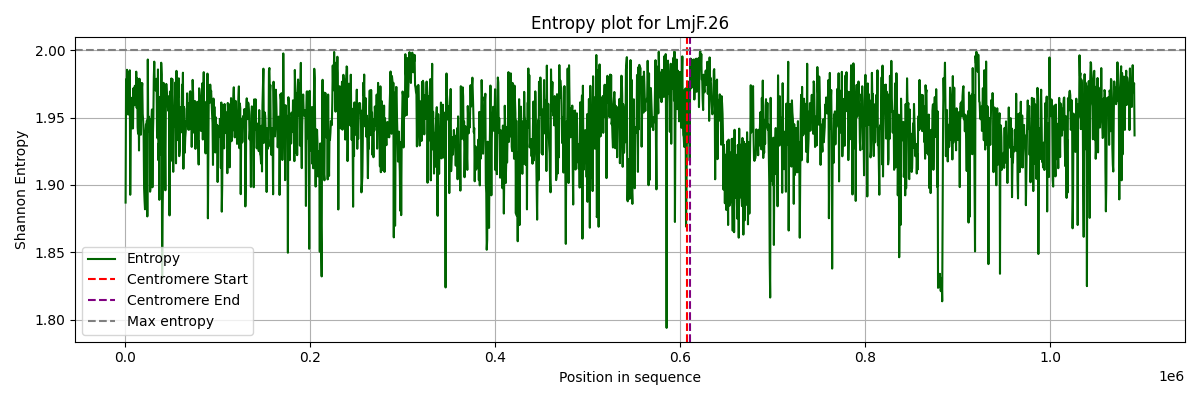 Entropy plot for LmjF.26
Shannon Entropy
2.00
1.95
1.90
1.85
1.80
Entropy
Centromere Start
Centromere End
Max entropy
0.0 0.2 0.4 0.6 0.8 1.0
1e6
Position in sequence